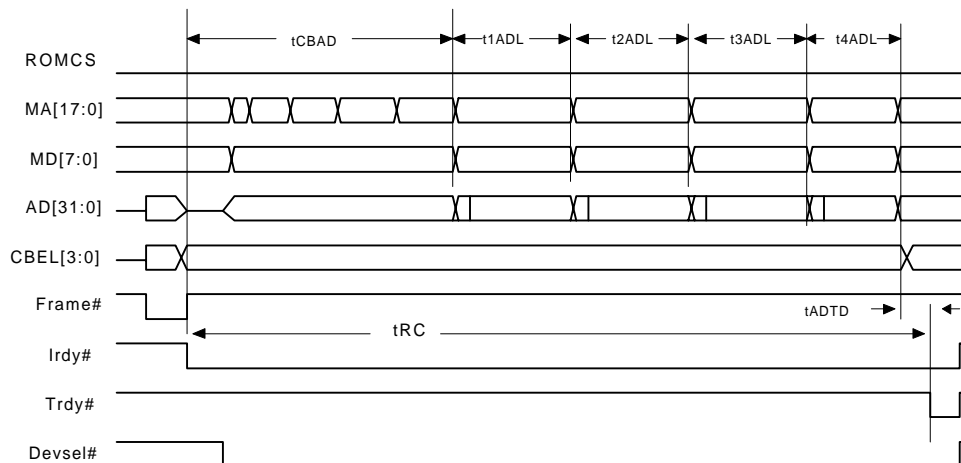 tCBAD t1ADL t2ADL t3ADL t4ADL
ROMCS
MA[17:0]
MD[7:0]
AD[31:0]
CBEL[3:0]
Frame#
tADTD
tRC
Irdy#
Trdy#
Devsel#